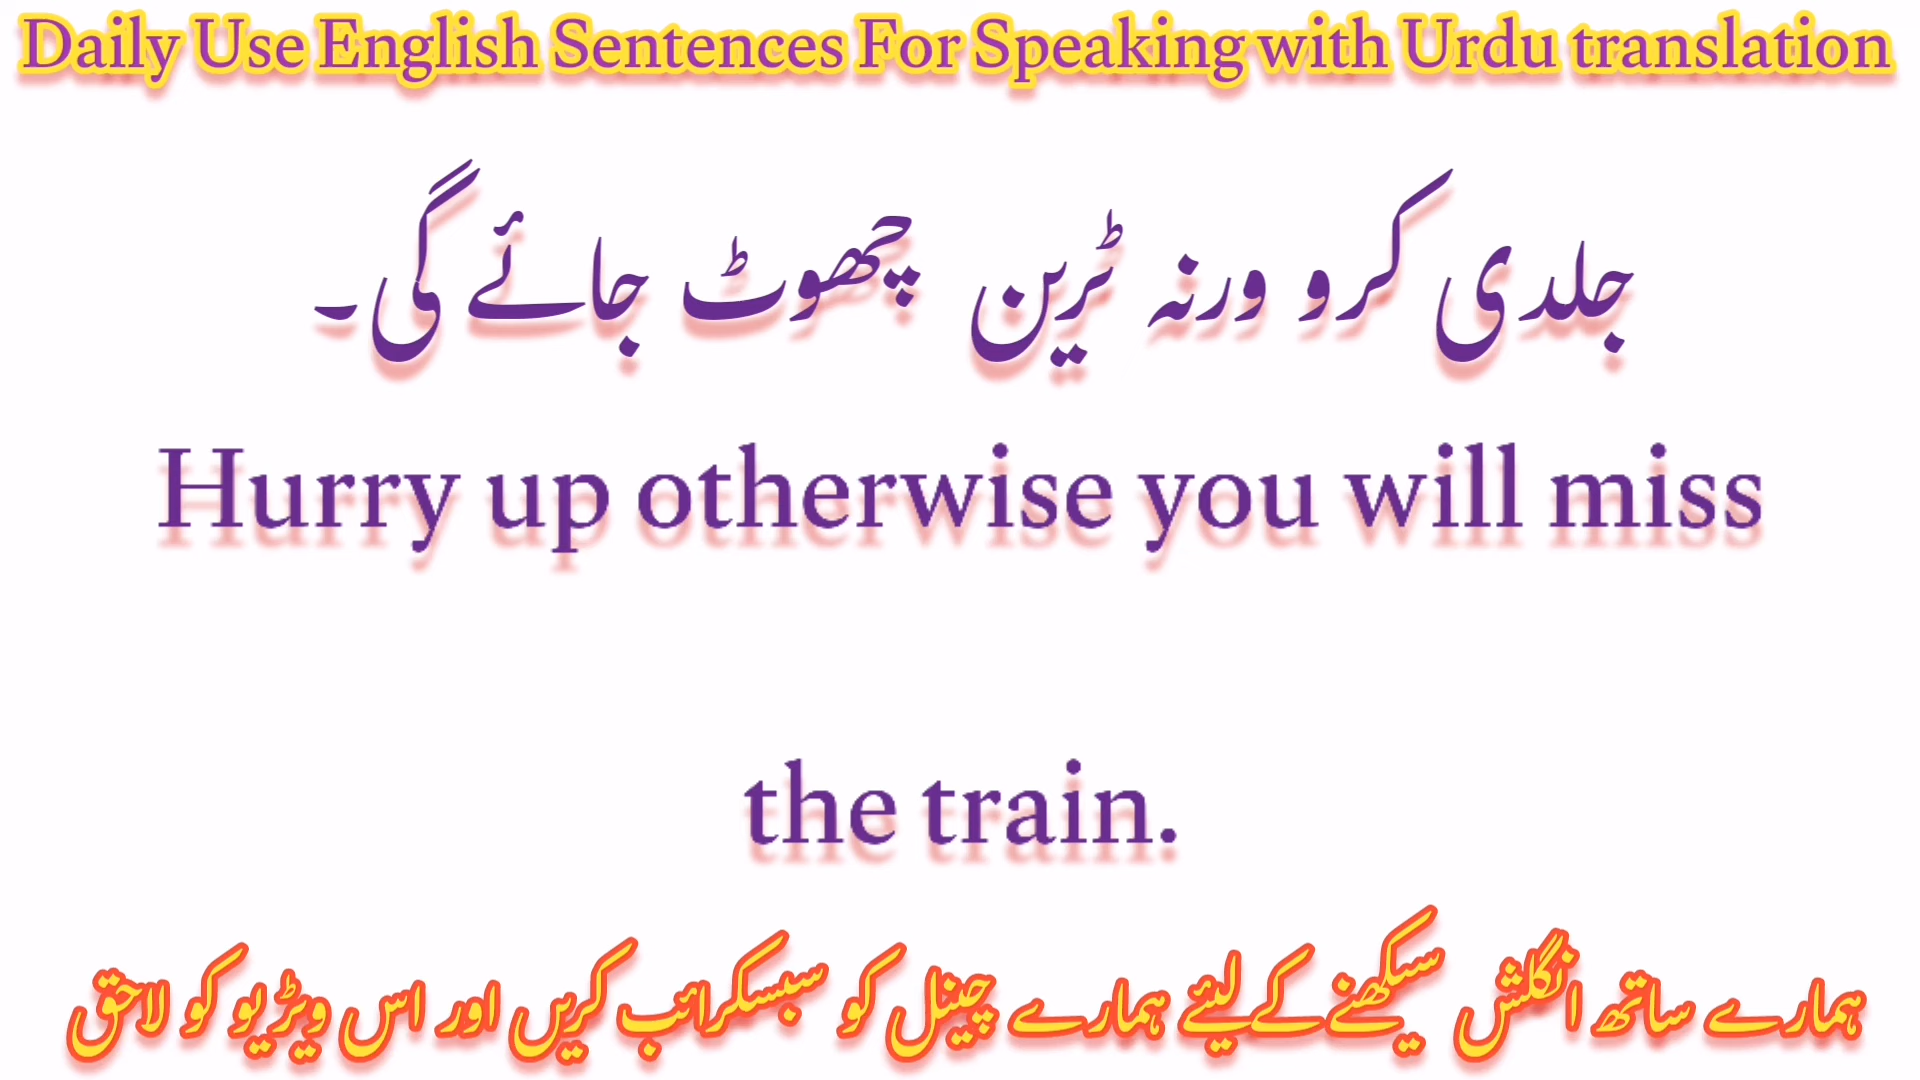 Daily Use English Sentences For Speaking with Urdu translation
جلدی کرو ورنہ ٹرین چھوٹ جائے گی۔
Hurry up otherwise you will miss
the train.
ہمارے ساتھ انگلش سیکھنے کے لیئے ہمارے چینل کو سبسکرائب کریں اور اس ویڑیو کو لاحق